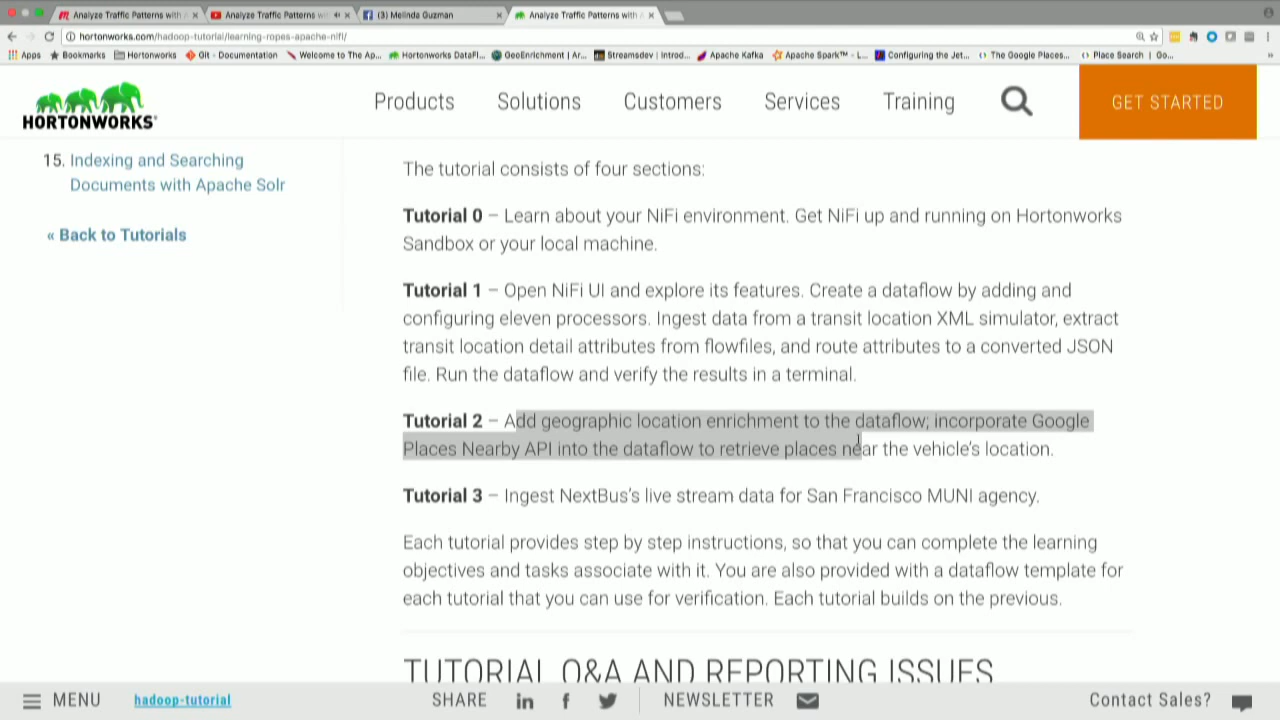 Analyze Traffic Patterns with
Analyze Traffic Patterns wi
(3) Melinda Guzman
Analyze Traffic Patterns with
hortonworks.com/hadoop-tutorial/learning-ropes-apache-nifi/
Apps
Bookmarks
Hortonworks
Git - Documentation
Welcome to The Ap...
Hortonworks DataFl...
GeoEnrichment | Ar...
Streamsdev | Introd...
Apache Kafka
Apache Spark™ - L...
Configuring the Jet...
The Google Places...
Place Search | Go...
HORTONWORKS
Products
Solutions
Customers
Services
Training
GET STARTED
15. Indexing and Searching
Documents with Apache Solr
« Back to Tutorials
The tutorial consists of four sections:
Tutorial 0 – Learn about your NiFi environment. Get NiFi up and running on Hortonworks
Sandbox or your local machine.
Tutorial 1 – Open NiFi UI and explore its features. Create a dataflow by adding and
configuring eleven processors. Ingest data from a transit location XML simulator, extract
transit location detail attributes from flowfiles, and route attributes to a converted JSON
file. Run the dataflow and verify the results in a terminal.
Tutorial 2 – Add geographic location enrichment to the dataflow; incorporate Google
Places Nearby API into the dataflow to retrieve places near the vehicle's location.
Tutorial 3 – Ingest NextBus's live stream data for San Francisco MUNI agency.
Each tutorial provides step by step instructions, so that you can complete the learning
objectives and tasks associate with it. You are also provided with a dataflow template for
each tutorial that you can use for verification. Each tutorial builds on the previous.
TUTORIAL Q&A AND REPORTING ISSUES
MENU
hadoop-tutorial
SHARE
NEWSLETTER
Contact Sales?